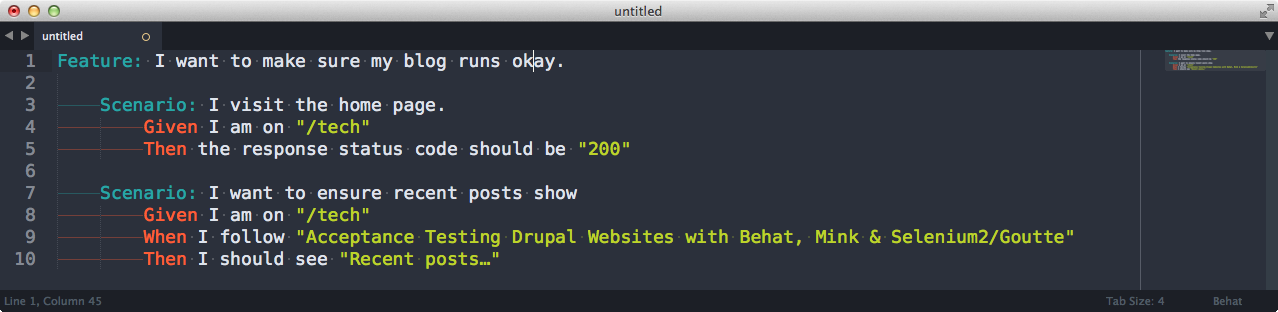 untitled
untitled
1 Feature: I want to make sure my blog runs okay.
2
3 Scenario: I visit the home page.
4 Given I am on "/tech"
5 Then the response status code should be "200"
6
7 Scenario: I want to ensure recent posts show
8 Given I am on "/tech"
9 When I follow "Acceptance Testing Drupal Websites with Behat, Mink & Selenium2/Goutte"
10 Then I should see "Recent posts…"
Line 1, Column 45 Tab Size: 4 Behat